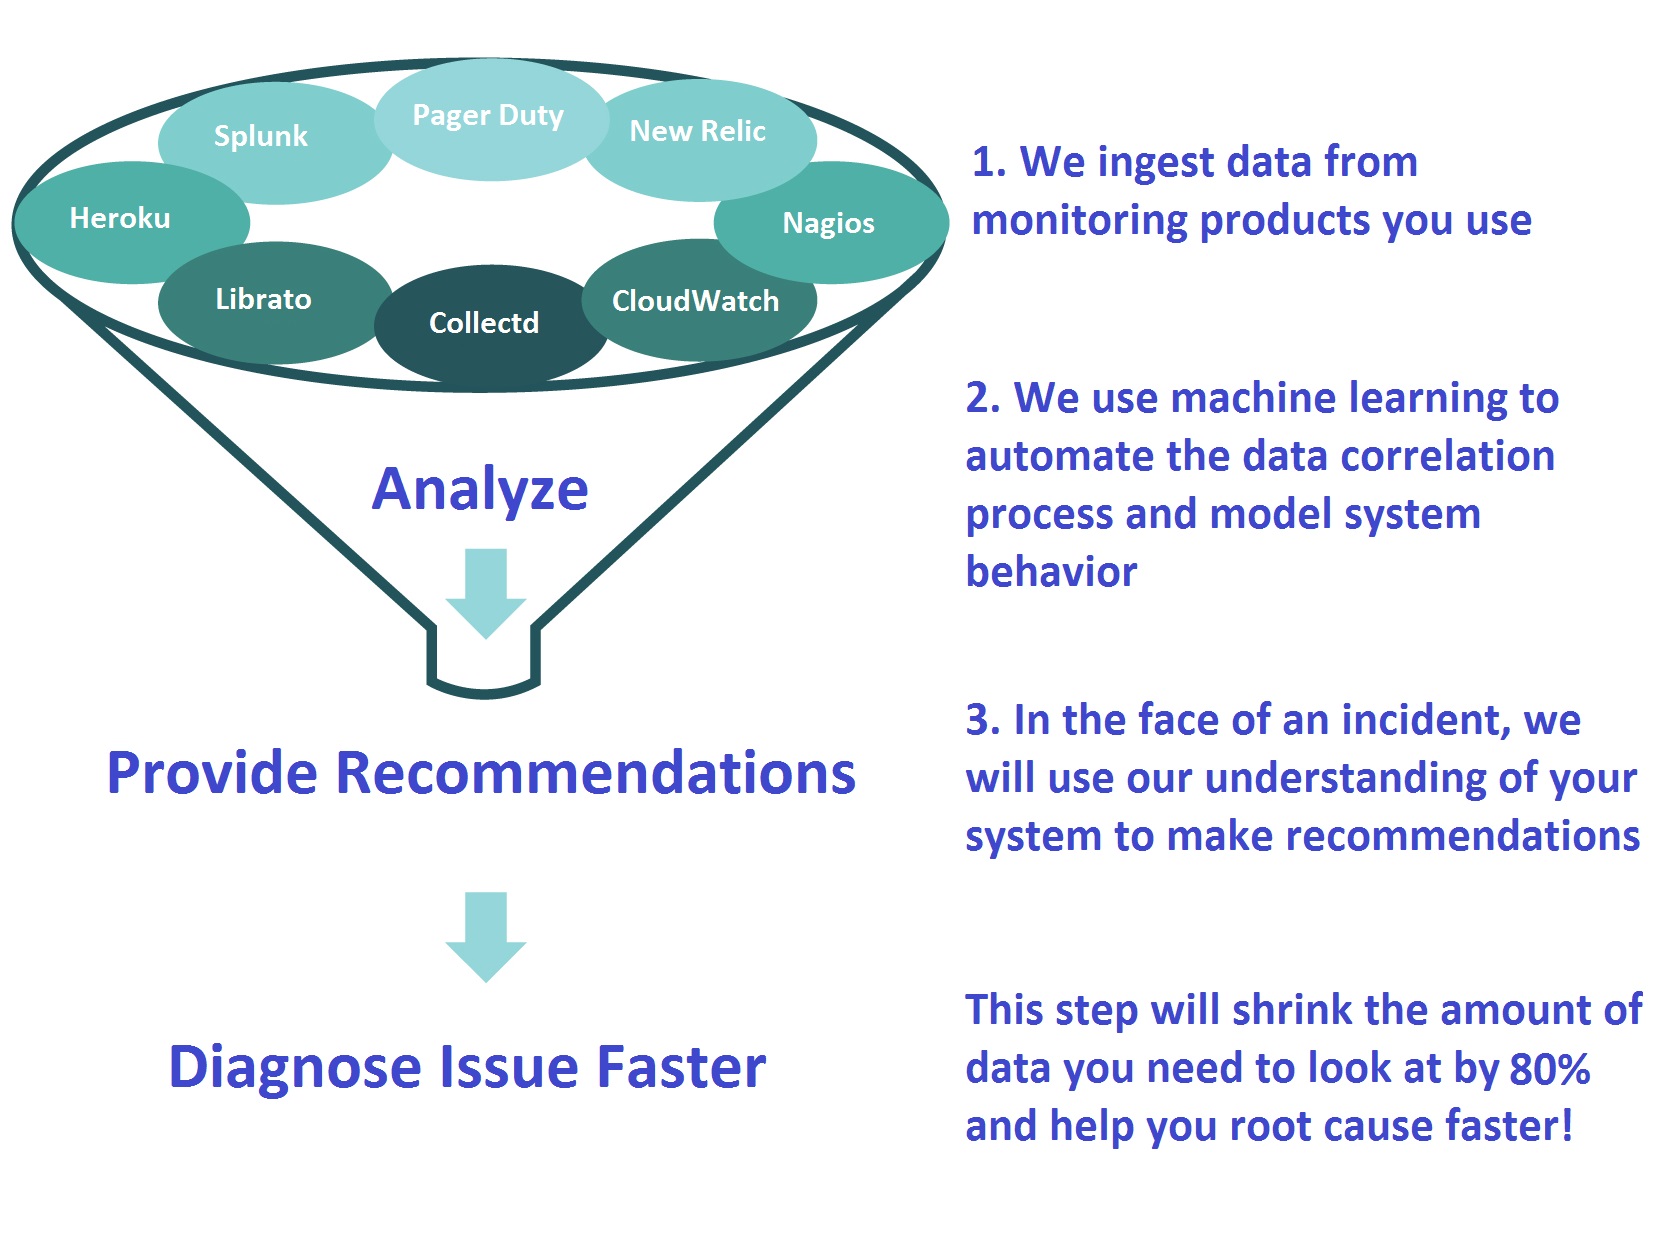 Pager Duty
Splunk
New Relic
Heroku
Nagios
Librato
CloudWatch
Collectd
Analyze
Provide Recommendations
Diagnose Issue Faster
1. We ingest data from
monitoring products you use
2. We use machine learning to
automate the data correlation
process and model system
behavior
3. In the face of an incident, we
will use our understanding of your
system to make recommendations
This step will shrink the amount of
data you need to look at by 80%
and help you root cause faster!